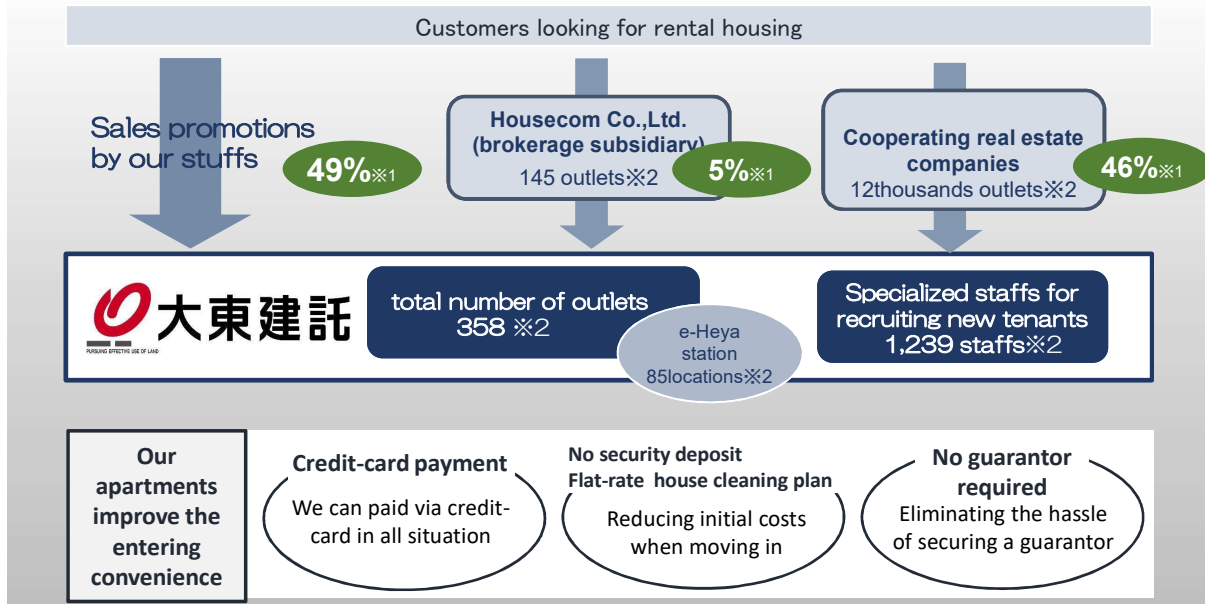 Customers looking for rental housing
Sales promotions
by our stuffs
49%※1
Housecom Co.,Ltd.
(brokerage subsidiary)
145 outlets※2
5%※1
Cooperating real estate
companies
12thousands outlets※2
46%※1
大東建託
PURSUING EFFECTIVE USE OF LAND
total number of outlets
358 ※2
e-Heya
station
85locations※2
Specialized staffs for
recruiting new tenants
1,239 staffs※2
Our
apartments
improve the
entering
convenience
Credit-card payment
We can paid via credit-
card in all situation
No security deposit
Flat-rate house cleaning plan
Reducing initial costs
when moving in
No guarantor
required
Eliminating the hassle
of securing a guarantor